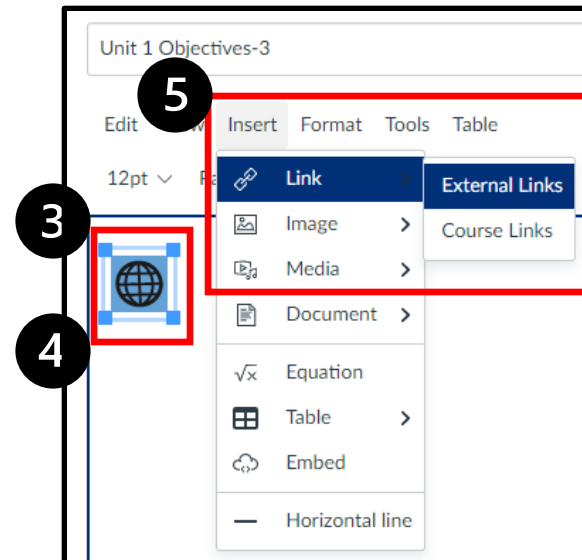 Unit 1 Objectives-3
5
Edit w Insert Format Tools Table
12pt Pa
Link
External Links
3
Image
Course Links
Media
4
Document
Equation
Table
Embed
Horizontal line